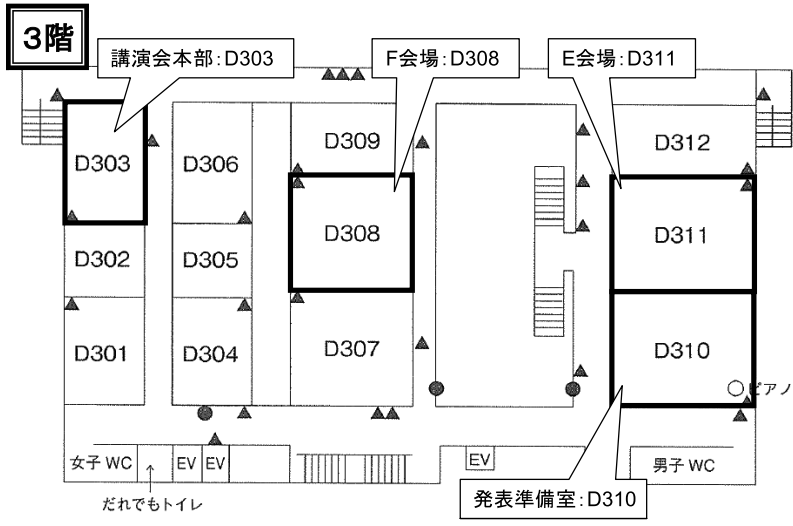 3階
講演会本部:D303
F会場:D308
E会場:D311
D303
D306
D309
D312
D308
D311
D302
D305
D301
D304
D307
D310
ピアノ
女子 WC
EV
EV
EV
男子 WC
だれでもトイレ
発表準備室:D310